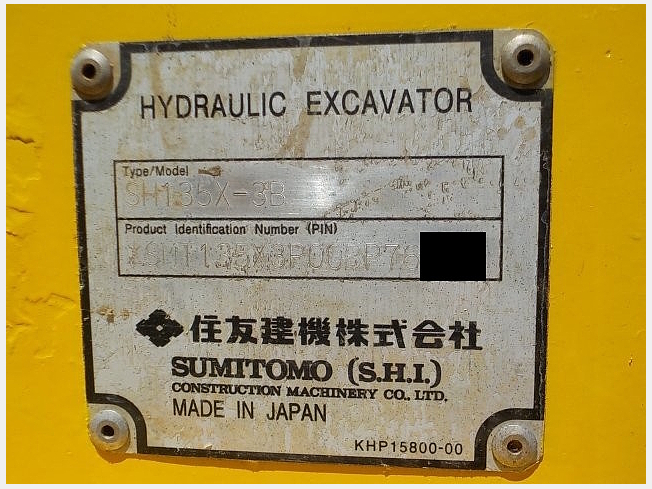 HYDRAULIC EXCAVATOR
Type/Model
SH135X-3B
Product Identification Number (PIN)
住友建機株式会社
SUMITOMO (S.H.I.)
CONSTRUCTION MACHINERY CO., LTD.
MADE IN JAPAN
KHP15800-00